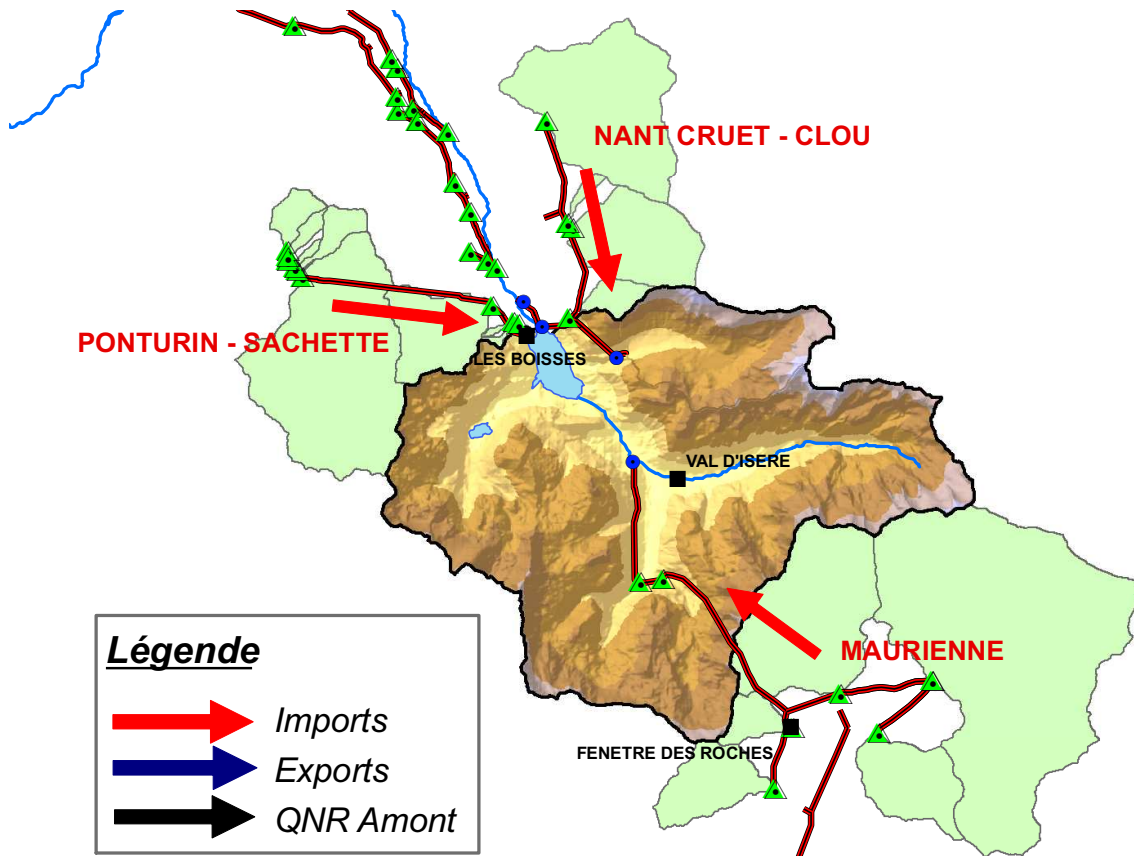 NANT CRUET - CLOU
PONTURIN - SACHETTE
LES BOISSES
VAL D'ISERE
MAURIENNE
FENETRE DES ROCHES
Légende
Imports
Exports
QNR Amont